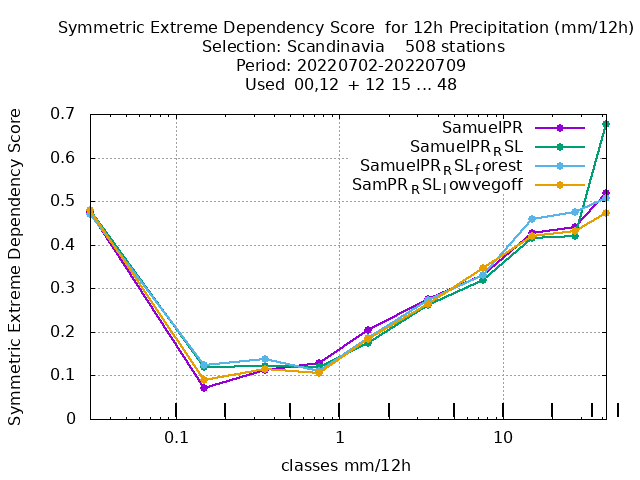 Symmetric Extreme Dependency Score  for 12h Precipitation (mm/12h)
Selection: Scandinavia    508 stations
Period: 20220702-20220709
Used  00,12  + 12 15 ... 48
Symmetric Extreme Dependency Score
0.7
0.6
0.5
0.4
0.3
0.2
0.1
0
SamuelPR
SamuelPR_RSL
SamuelPR_RSL_forest
SamPR_RSL_lowvegoff
0.1 1 10
classes mm/12h